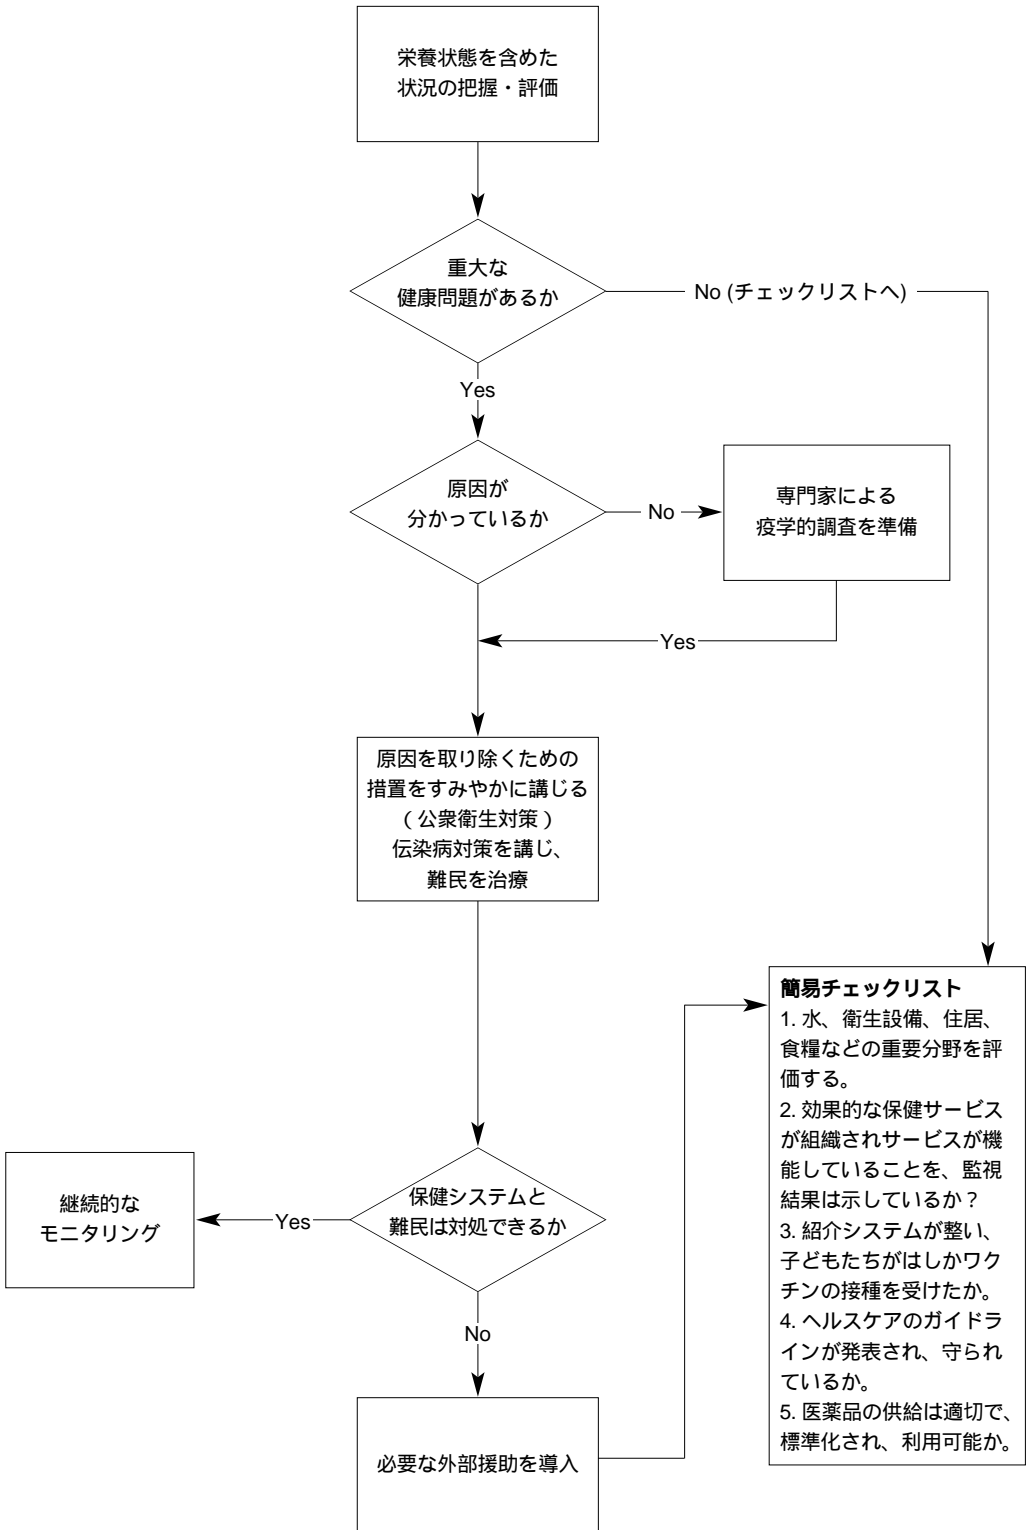 栄養状態を含めた
状況の把握・評価
重大な
健康問題があるか
No (チェックリストへ)
Yes
原因が
分かっているか
No
専門家による
疫学的調査を準備
Yes
原因を取り除くための
措置をすみやかに講じる
（公衆衛生対策）
伝染病対策を講じ、
難民を治療
保健システムと
難民は対処できるか
Yes
継続的な
モニタリング
No
必要な外部援助を導入
簡易チェックリスト
1. 水、衛生設備、住居、
食糧などの重要分野を評
価する。
2. 効果的な保健サービス
が組織されサービスが機
能していることを、監視
結果は示しているか？
3. 紹介システムが整い、
子どもたちがはしかワク
チンの接種を受けたか。
4. ヘルスケアのガイドラ
インが発表され、守られ
ているか。
5. 医薬品の供給は適切で、
標準化され、利用可能か。